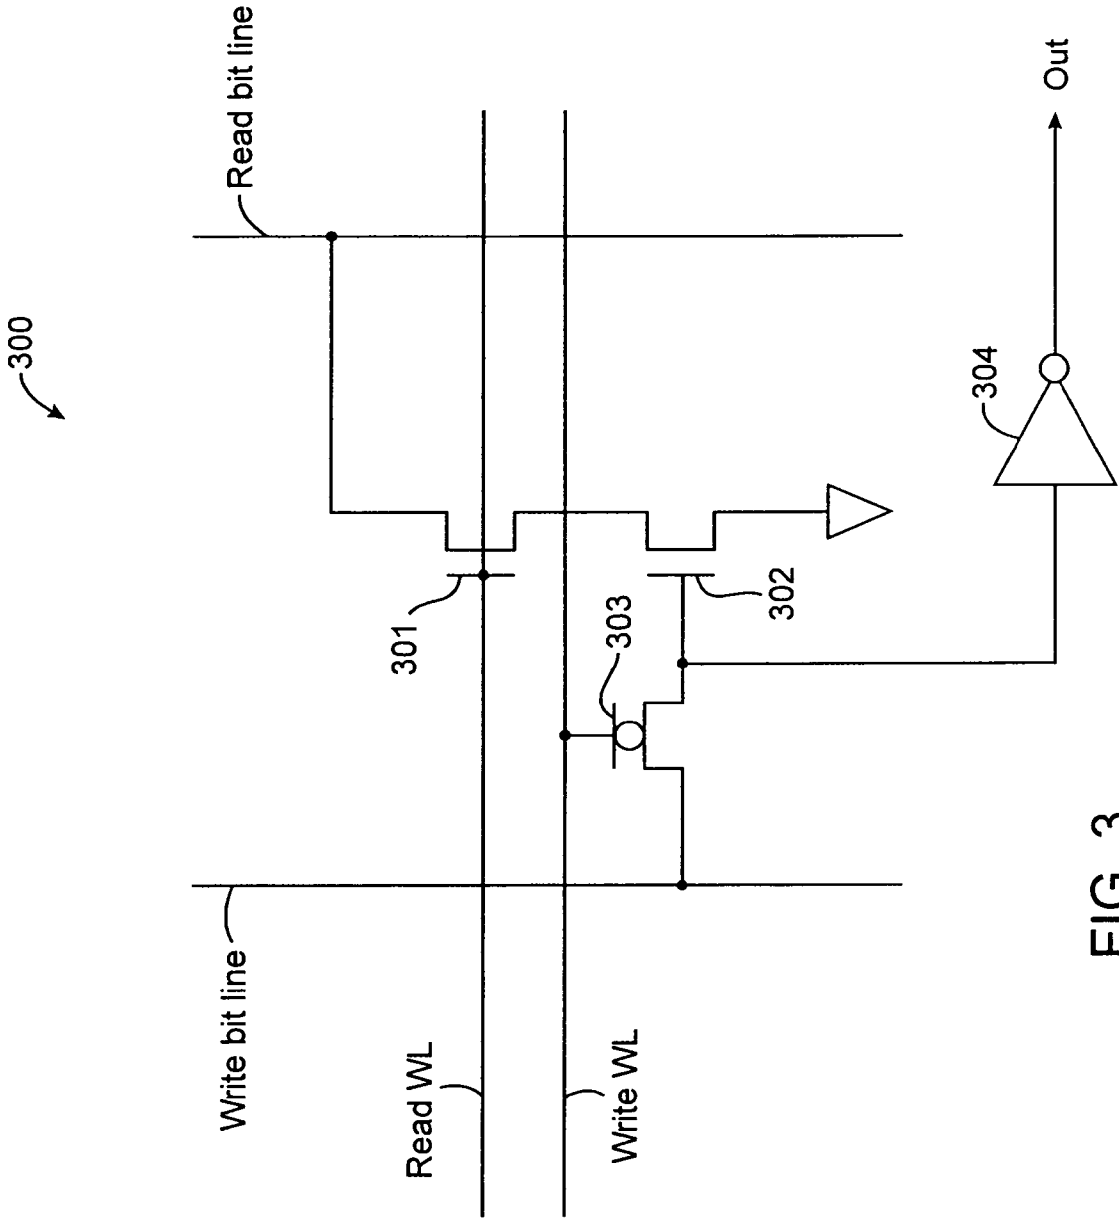 300
Write bit line
Read bit line
Read WL
Write WL
301
302
303
304
Out
FIG. 3